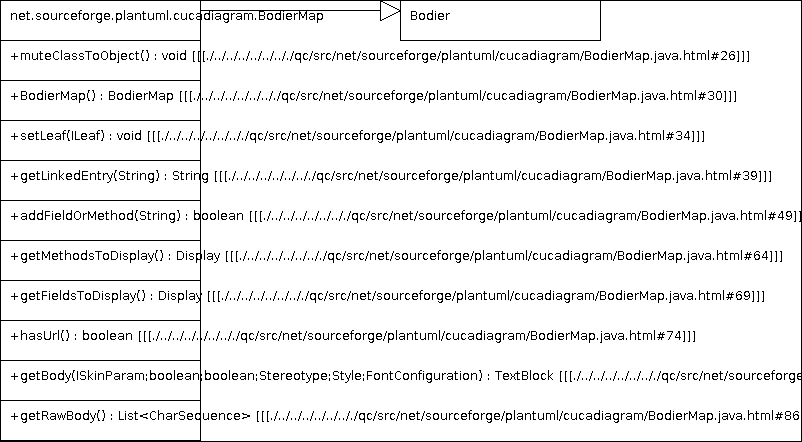 net.sourceforge.plantuml.cucadiagram.BodierMap
Bodier
+muteClassToObject() : void [[[./../../../../../../../qc/src/net/sourceforge/plantuml/cucadiagram/BodierMap.java.html#26]]]
+BodierMap() : BodierMap [[[./../../../../../../../qc/src/net/sourceforge/plantuml/cucadiagram/BodierMap.java.html#30]]]
+setLeaf(ILeaf) : void [[[./../../../../../../../qc/src/net/sourceforge/plantuml/cucadiagram/BodierMap.java.html#34]]]
+getLinkedEntry(String) : String [[[./../../../../../../../qc/src/net/sourceforge/plantuml/cucadiagram/BodierMap.java.html#39]]]
+addFieldOrMethod(String) : boolean [[[./../../../../../../../qc/src/net/sourceforge/plantuml/cucadiagram/BodierMap.java.html#49]]]
+getMethodsToDisplay() : Display [[[./../../../../../../../qc/src/net/sourceforge/plantuml/cucadiagram/BodierMap.java.html#64]]]
+getFieldsToDisplay() : Display [[[./../../../../../../../qc/src/net/sourceforge/plantuml/cucadiagram/BodierMap.java.html#69]]]
+hasUrl() : boolean [[[./../../../../../../../qc/src/net/sourceforge/plantuml/cucadiagram/BodierMap.java.html#74]]]
+getBody(ISkinParam;boolean;boolean;Stereotype;Style;FontConfiguration) : TextBlock [[[./../../../../../../../qc/src/net/sourceforge
+getRawBody() : List<CharSequence> [[[./../../../../../../../qc/src/net/sourceforge/plantuml/cucadiagram/BodierMap.java.html#86